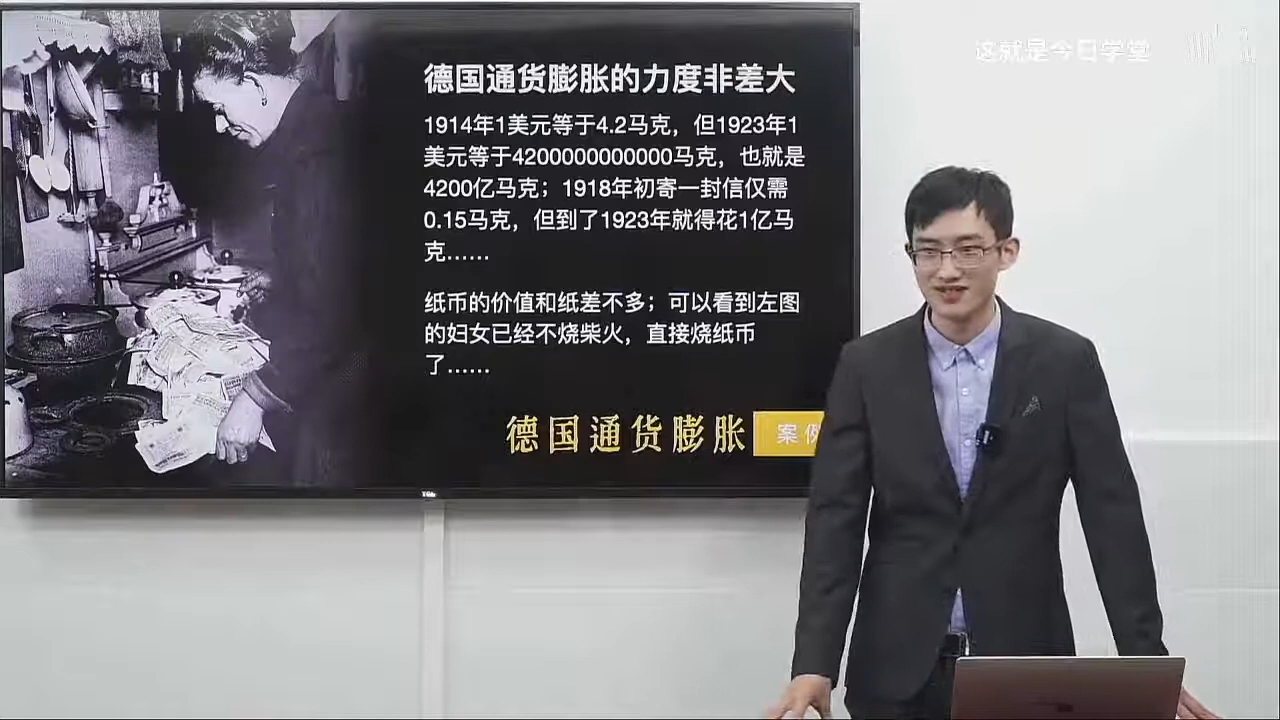 这就是今日学堂
德国通货膨胀的力度非差大
1914年1美元等于4.2马克，但1923年1
美元等于4200000000000马克，也就是
4200亿马克；1918年初寄一封信仅需
0.15马克，但到了1923年就得花1亿马
克……
纸币的价值和纸差不多；可以看到左图
的妇女已经不烧柴火，直接烧纸币
了……
德国通货膨胀
案例